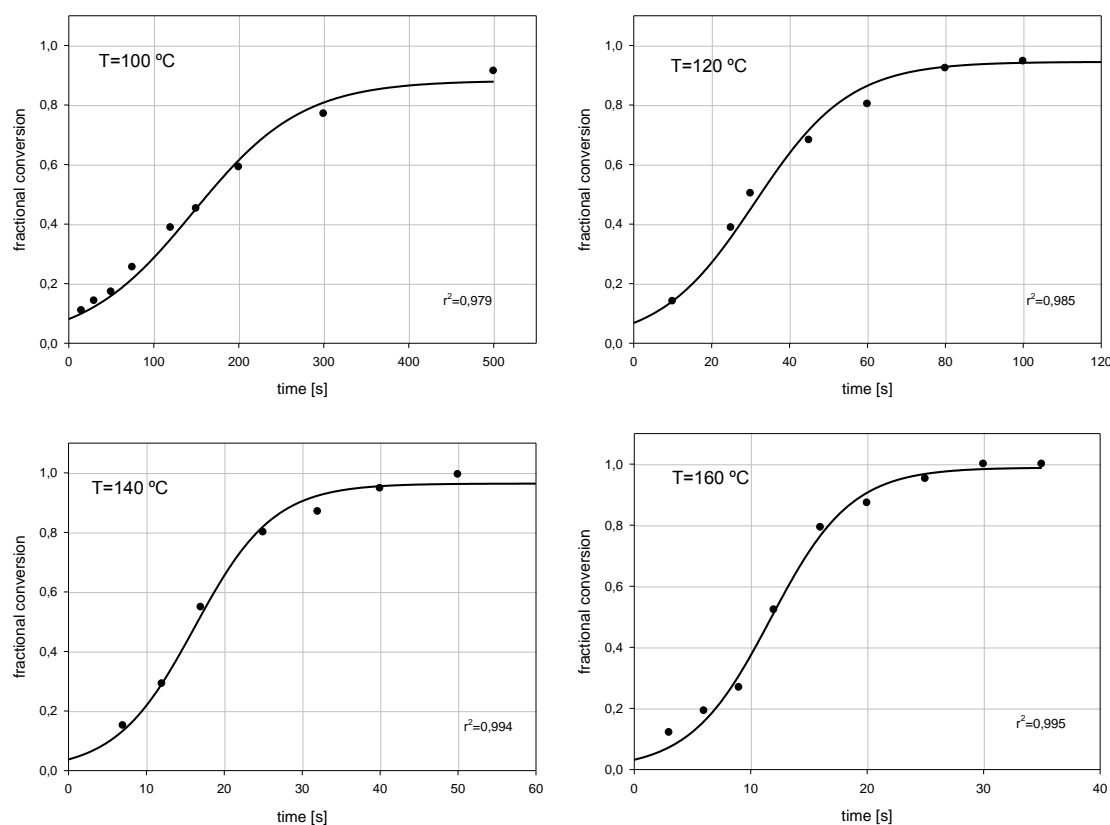 T=100 ºC
fractional conversion
1,0
0,8
0,6
0,4
0,2
0,0
r²=0,979
0 100 200 300 400 500
time [s]
T=120 ºC
fractional conversion
1,0
0,8
0,6
0,4
0,2
0,0
r²=0,985
0 20 40 60 80 100 120
time [s]
T=140 ºC
fractional conversion
1,0
0,8
0,6
0,4
0,2
0,0
r²=0,994
0 10 20 30 40 50 60
time [s]
T=160 ºC
fractional conversion
1,0
0,8
0,6
0,4
0,2
0,0
r²=0,995
0 10 20 30 40
time [s]